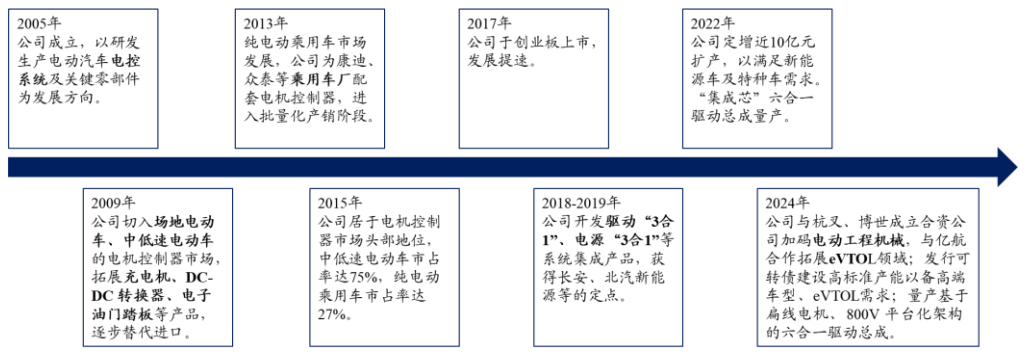 2005年
公司成立，以研发
生产电动汽车电控
系统及关键零部件
为发展方向。
2013年
纯电动乘用车市场
发展，公司为康迪、
众泰等乘用车厂配
套电机控制器，进
入批量化产销阶段。
2017年
公司于创业板上市，
发展提速。
2022年
公司定增近10亿元
扩产，以满足新能
源车及特种车需求。
“集成芯”六合一
驱动总成量产。
2009年
公司切入场地电动
车、中低速电动车
的电机控制器市场，
拓展充电机、DC-
DC 转换器、电子
油门踏板等产品，
逐步替代进口。
2015年
公司居于电机控制
器市场头部地位，
中低速电动车市占
率达75%，纯电动
乘用车市占率达
27%。
2018-2019年
公司开发驱动“3合
1”、电源“3合1”等
系统集成产品，获
得长安、北汽新能
源等的定点。
2024年
公司与杭叉、博世成立合资公
司加码电动工程机械，与亿航
合作拓展eVTOL领域；发行可
转债建设高标准产能以备高端
车型、eVTOL需求；量产基于
扁线电机、800V 平台化架构
的六合一驱动总成。